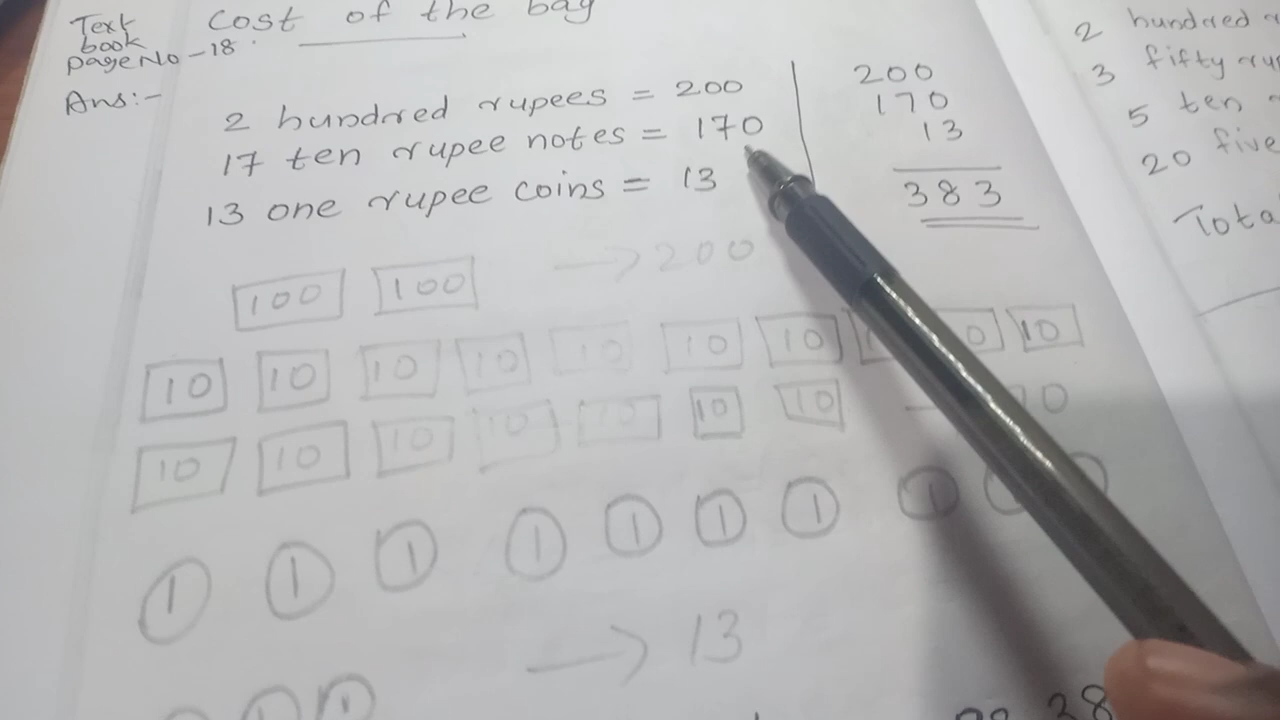 Text book page No - 18
Cost of the bag
Ans:-
2 hundred rupees = 200
17 ten rupee notes = 170
13 one rupee coins = 13
200
170
13
383
100 100 → 200
10 10 10 10 10 10 10 10 10
10 10 10 10 10 10 10
1 1 1 1 1 1 1 1
1 1
→ 13
2 hundred
3 fifty
5 ten
20 five
38